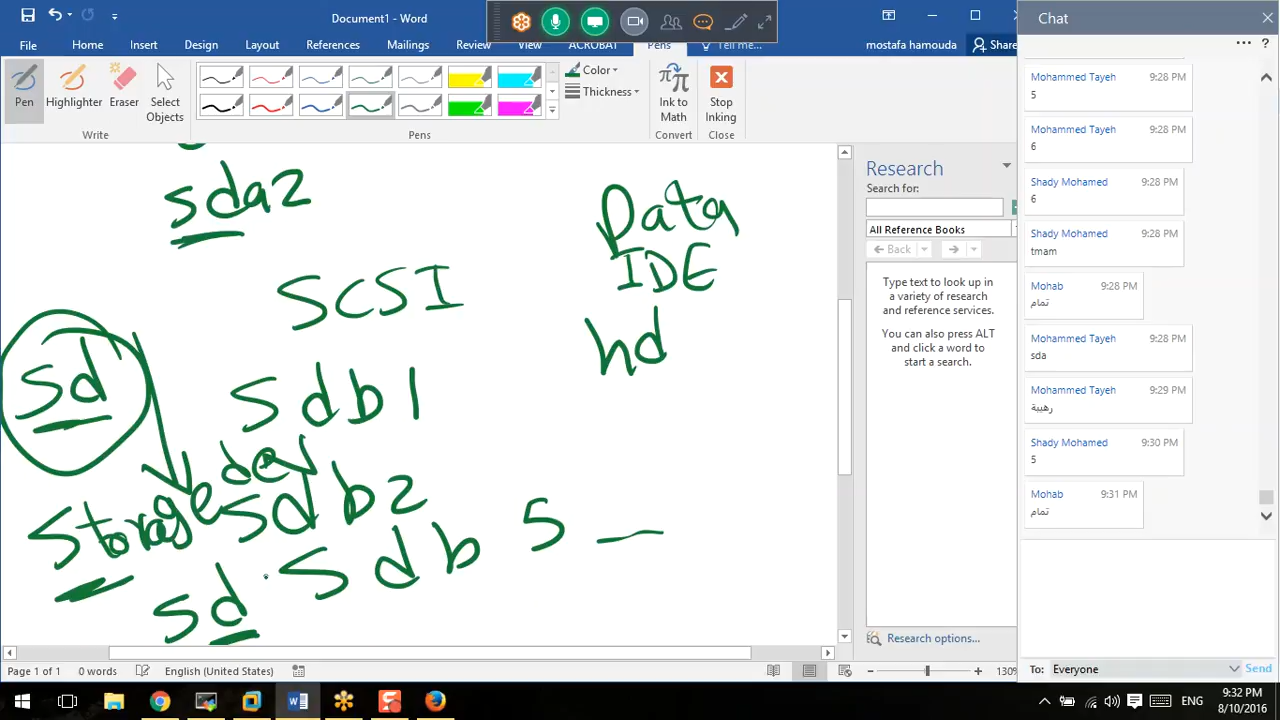 Document1 - Word
mostafa hamouda
Share
File Home Insert Design Layout References Mailings Review View ACROBAT Pens Tell me...
Pen
Highlighter
Eraser
Select Objects
Color
Thickness
Ink to Math
Stop Inking
Write
Pens
Convert
Close
sda2
SCSI
sd
sdb1
Storage dev
sdb2
sdb 5 _
sd
Data
IDE
hd
Research
Search for:
All Reference Books
Back
Type text to look up in
a variety of research
and reference services.
You can also press ALT
and click a word to
start a search.
Research options...
Chat
Mohammed Tayeh 9:28 PM
5
Mohammed Tayeh 9:28 PM
6
Shady Mohamed 9:28 PM
6
Shady Mohamed 9:28 PM
tmam
Mohab 9:28 PM
تمام
Mohammed Tayeh 9:28 PM
sda
Mohammed Tayeh 9:29 PM
رهيبة
Shady Mohamed 9:30 PM
5
Mohab 9:31 PM
تمام
To: Everyone Send
Page 1 of 1 0 words English (United States) 130%
ENG
9:32 PM
8/10/2016